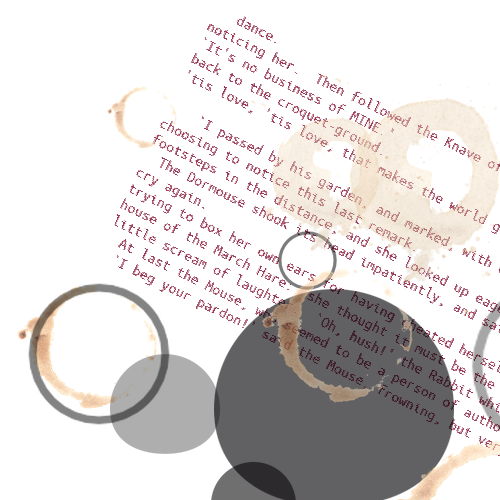 dance.
noticing her.  Then followed the Knave of
`It's no business of MINE.'
back to the croquet-ground.
'tis love, 'tis love, that makes the world g
`I passed by his garden, and marked, with
choosing to notice this last remark.
footsteps in the distance, and she looked up eag
The Dormouse shook its head impatiently, and sa
cry again.
trying to box her own ears for having cheated hersel
house of the March Hare.  She thought it must be the
little scream of laughter.  `Oh, hush!' the Rabbit whi
At last the Mouse, who seemed to be a person of autho
`I beg your pardon!' said the Mouse, frowning, but ver